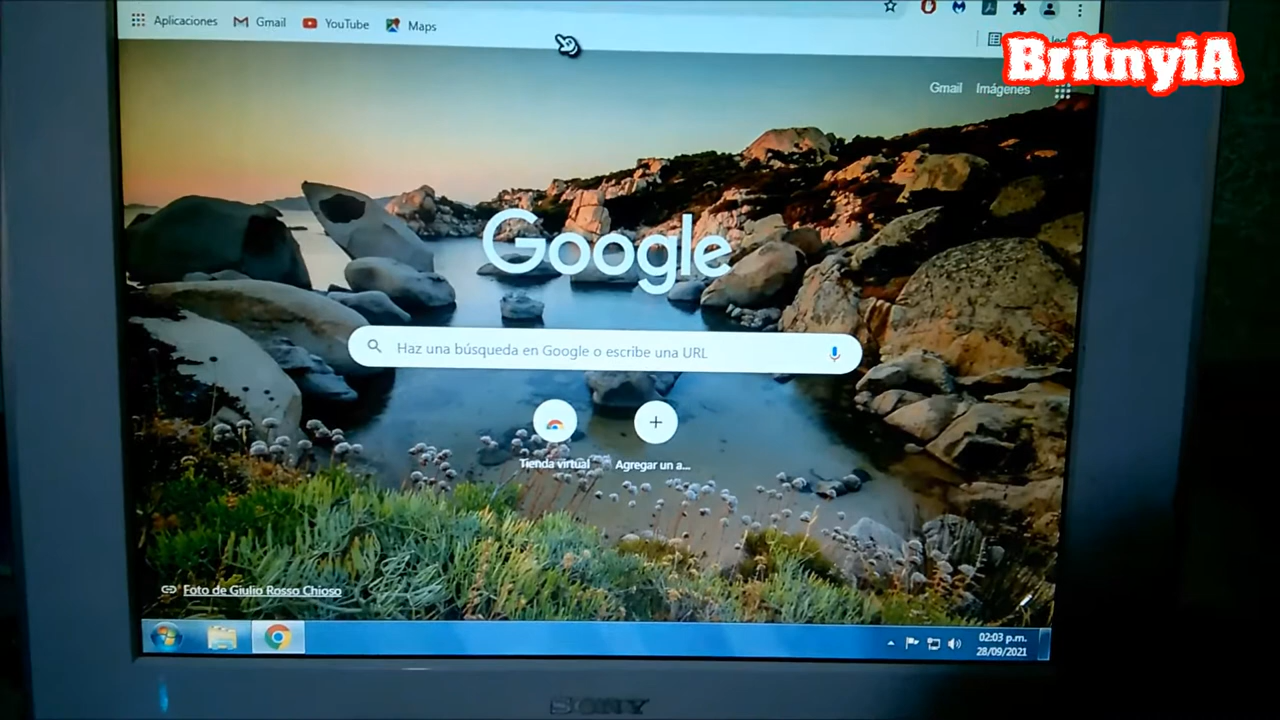 Aplicaciones Gmail YouTube Maps
BritnyiA
Gmail Imágenes
Google
Haz una búsqueda en Google o escribe una URL
Tienda virtual Agregar un a...
Foto de Giulio Rosso Chioso
02:03 p.m.
28/09/2021
SONY